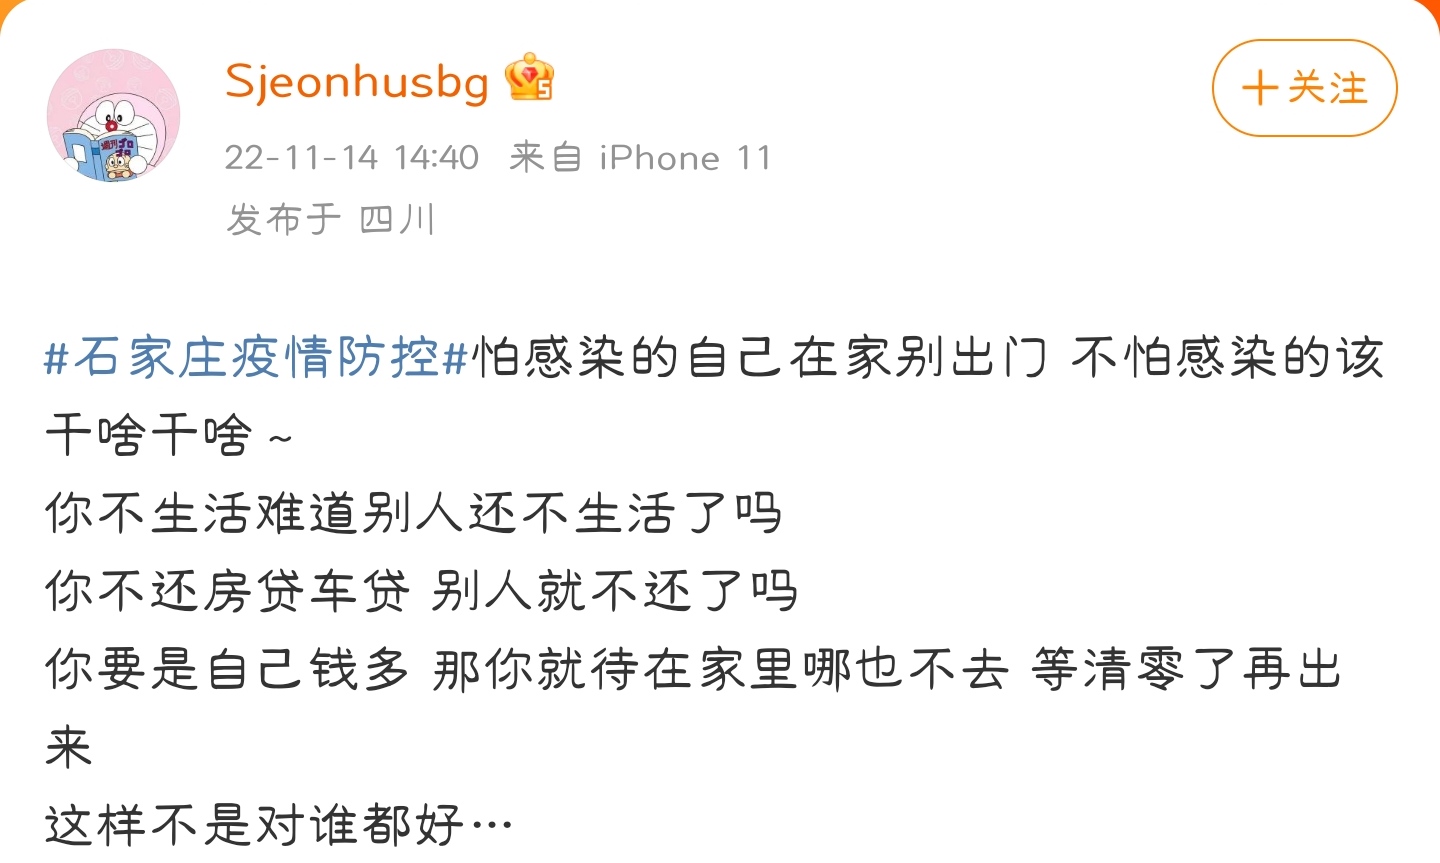 Sjeonhusbg
+关注
22-11-14 14:40 来自 iPhone 11
发布于 四川
#石家庄疫情防控#怕感染的自己在家别出门 不怕感染的该
干啥干啥～
你不生活难道别人还不生活了吗
你不还房贷车贷 别人就不还了吗
你要是自己钱多 那你就待在家里哪也不去 等清零了再出
来
这样不是对谁都好…